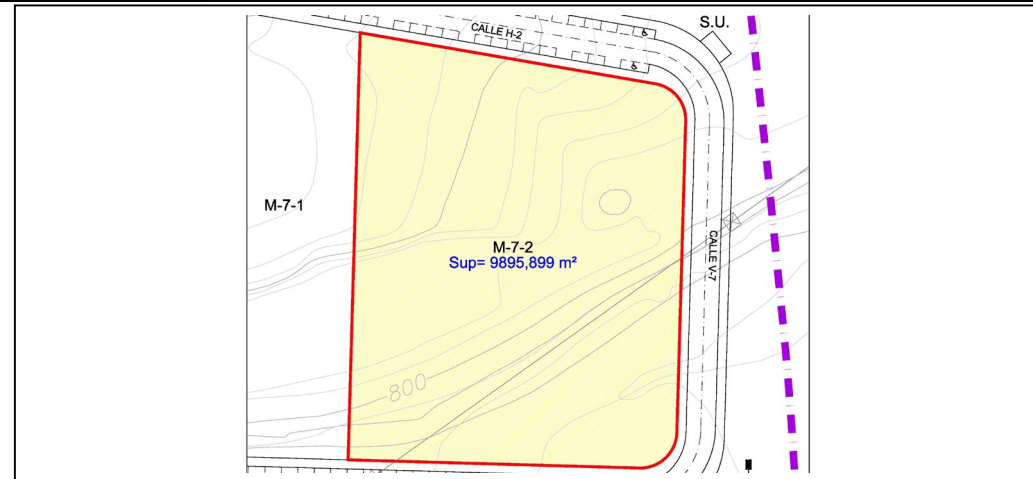 S.U.
CALLE H-2
M-7-1
M-7-2
Sup= 9895,899 m²
CALLE V-7
800